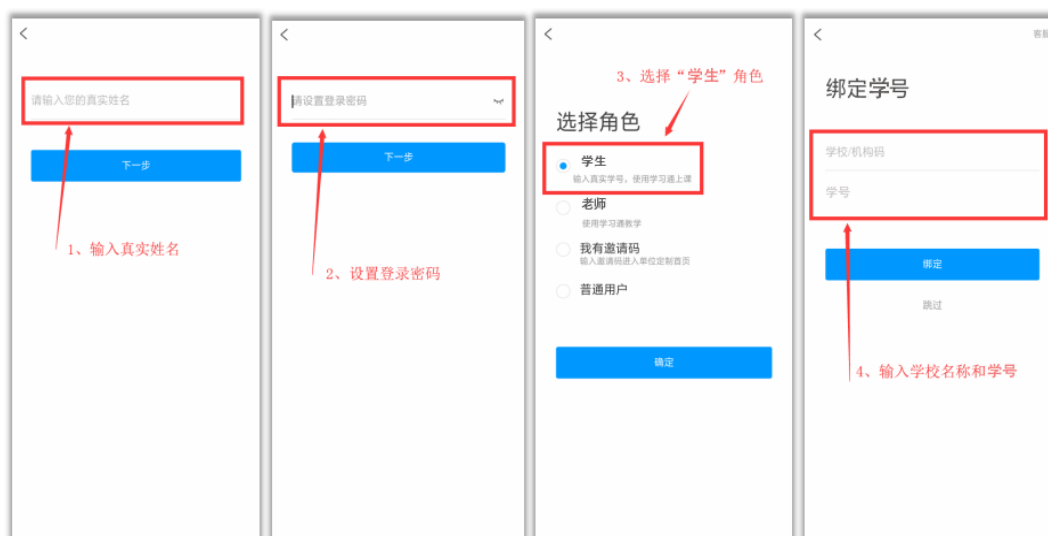 请输入您的真实姓名
下一步
1、输入真实姓名
请设置登录密码
下一步
2、设置登录密码
3、选择“学生”角色
选择角色
学生
输入真实学号，使用学习通上课
老师
使用学习通教学
我有邀请码
输入邀请码进入单位定制首页
普通用户
确定
客服
绑定学号
学校/机构码
学号
绑定
跳过
4、输入学校名称和学号